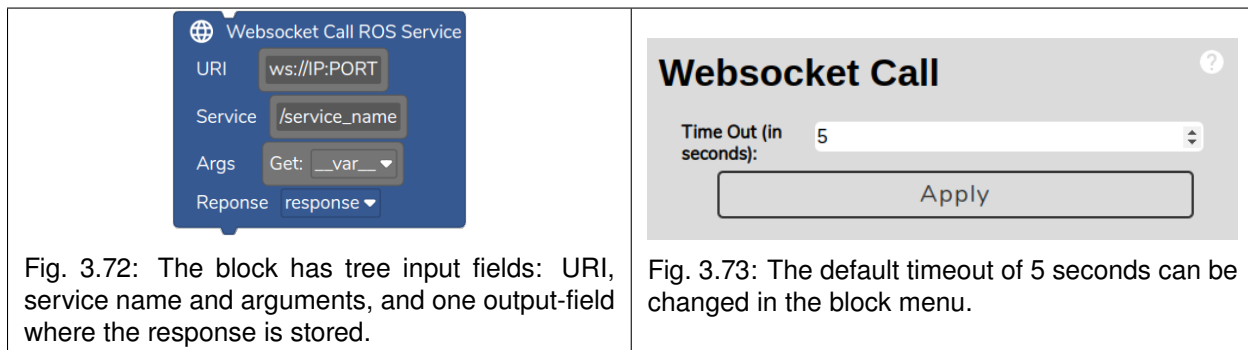 Websocket Call ROS Service
URI ws://IP:PORT
Service /service_name
Args Get: __var__
Reponse response
Fig. 3.72: The block has tree input fields: URI,
service name and arguments, and one output-field
where the response is stored.
Websocket Call
?
Time Out (in
seconds):
5
Apply
Fig. 3.73: The default timeout of 5 seconds can be
changed in the block menu.